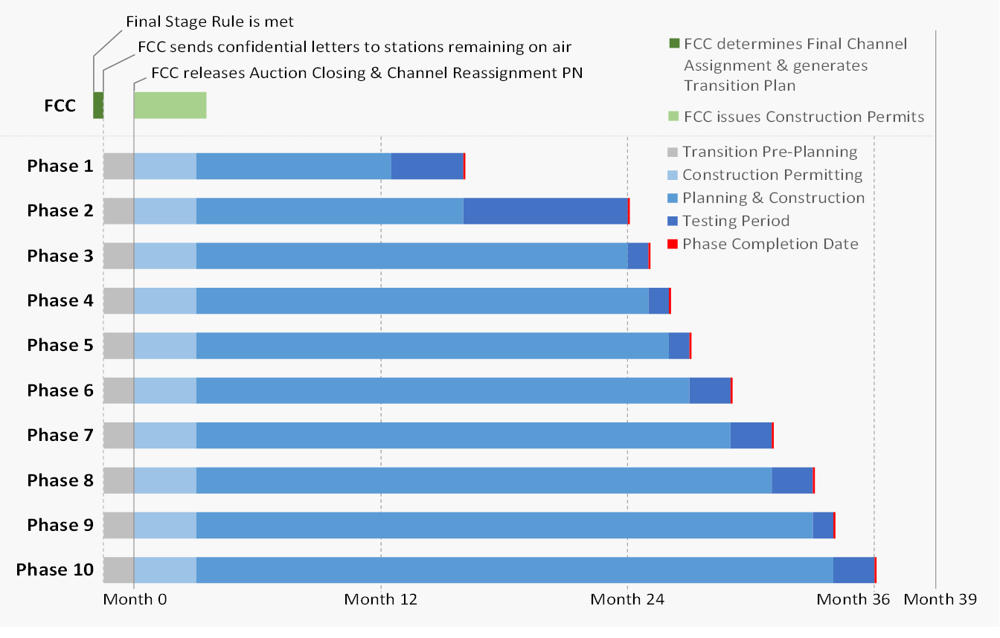 Final Stage Rule is met
FCC sends confidential letters to stations remaining on air
FCC releases Auction Closing & Channel Reassignment PN
FCC
FCC determines Final Channel
Assignment & generates
Transition Plan
FCC issues Construction Permits
Transition Pre-Planning
Construction Permitting
Planning & Construction
Testing Period
Phase Completion Date
Phase 1
Phase 2
Phase 3
Phase 4
Phase 5
Phase 6
Phase 7
Phase 8
Phase 9
Phase 10
Month 0
Month 12
Month 24
Month 36
Month 39